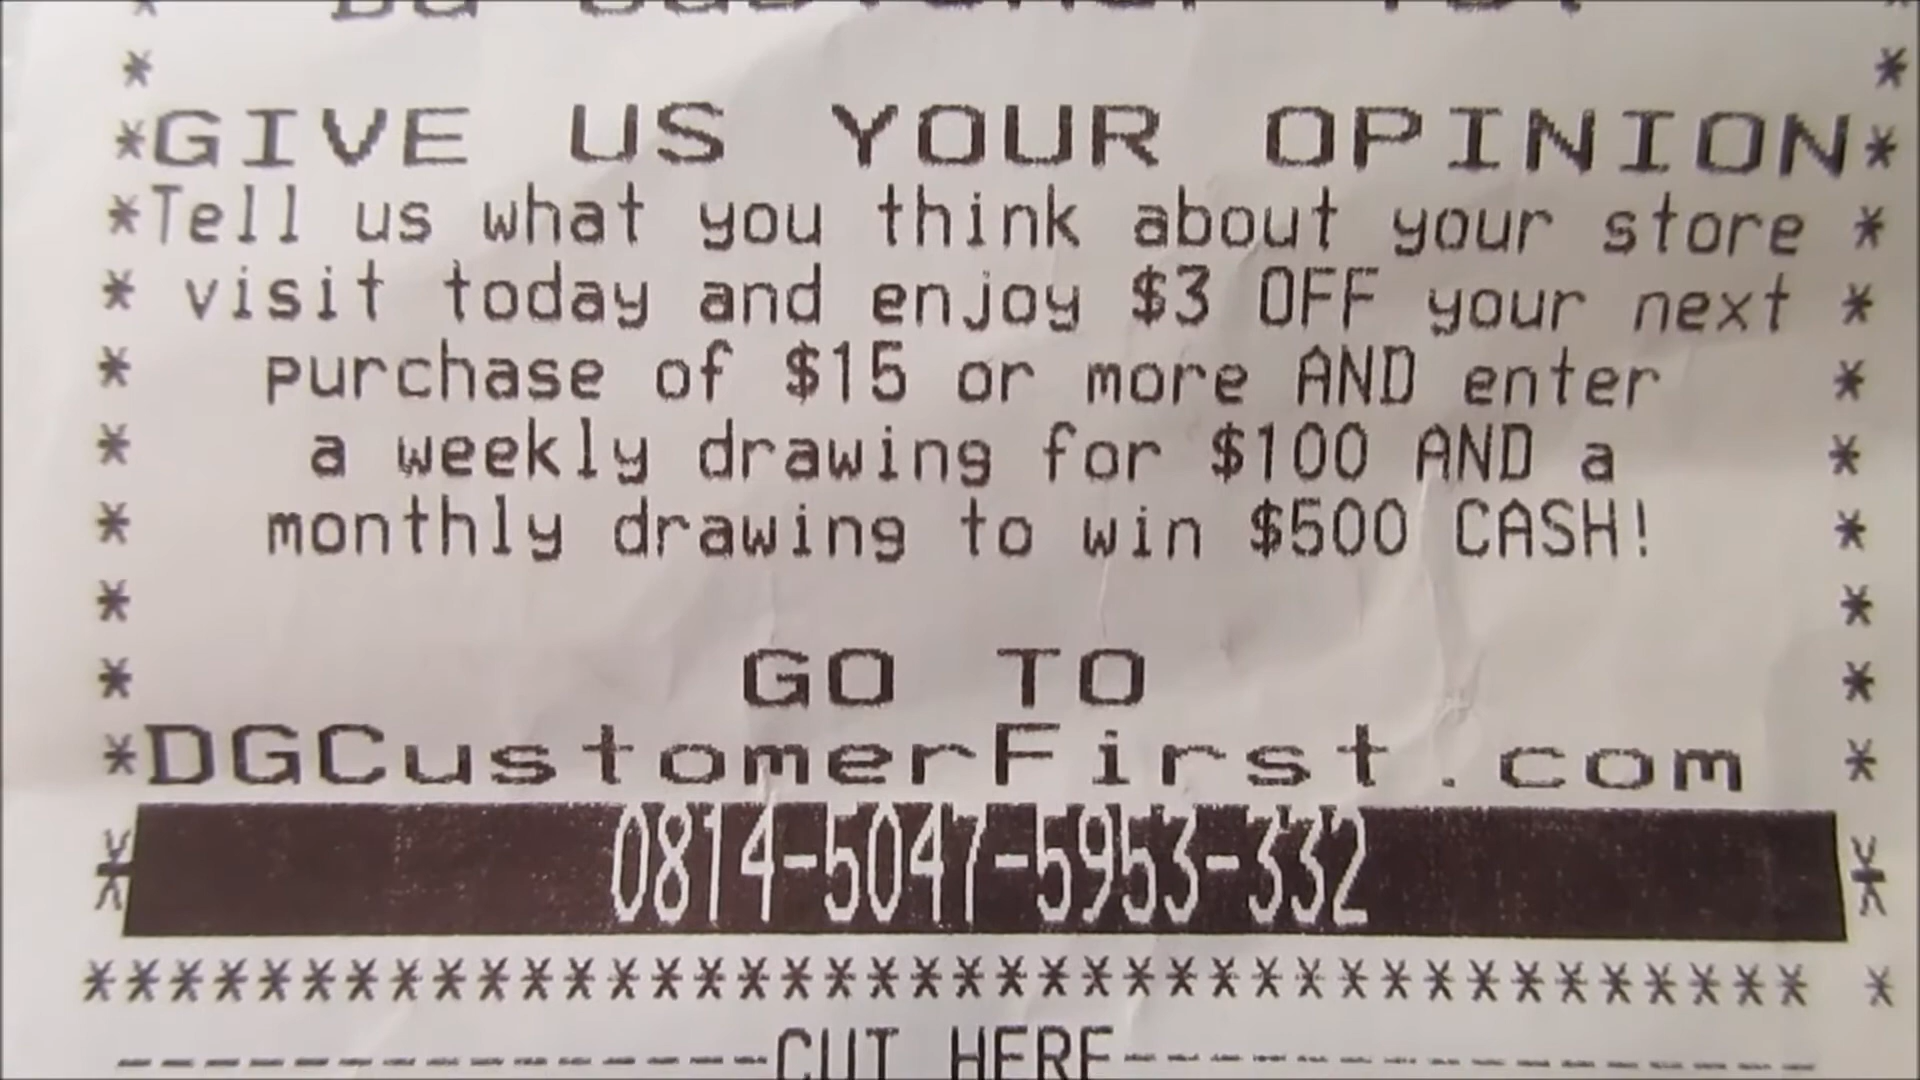 *
*GIVE US YOUR OPINION*
*Tell us what you think about your store *
* visit today and enjoy $3 OFF your next *
* purchase of $15 or more AND enter *
* a weekly drawing for $100 AND a *
* monthly drawing to win $500 CASH! *
* *
* GO TO *
*DGCustomerFirst.com *
* 0814-5047-5953-332 *
****************************************
---------------CUT HERE----------------